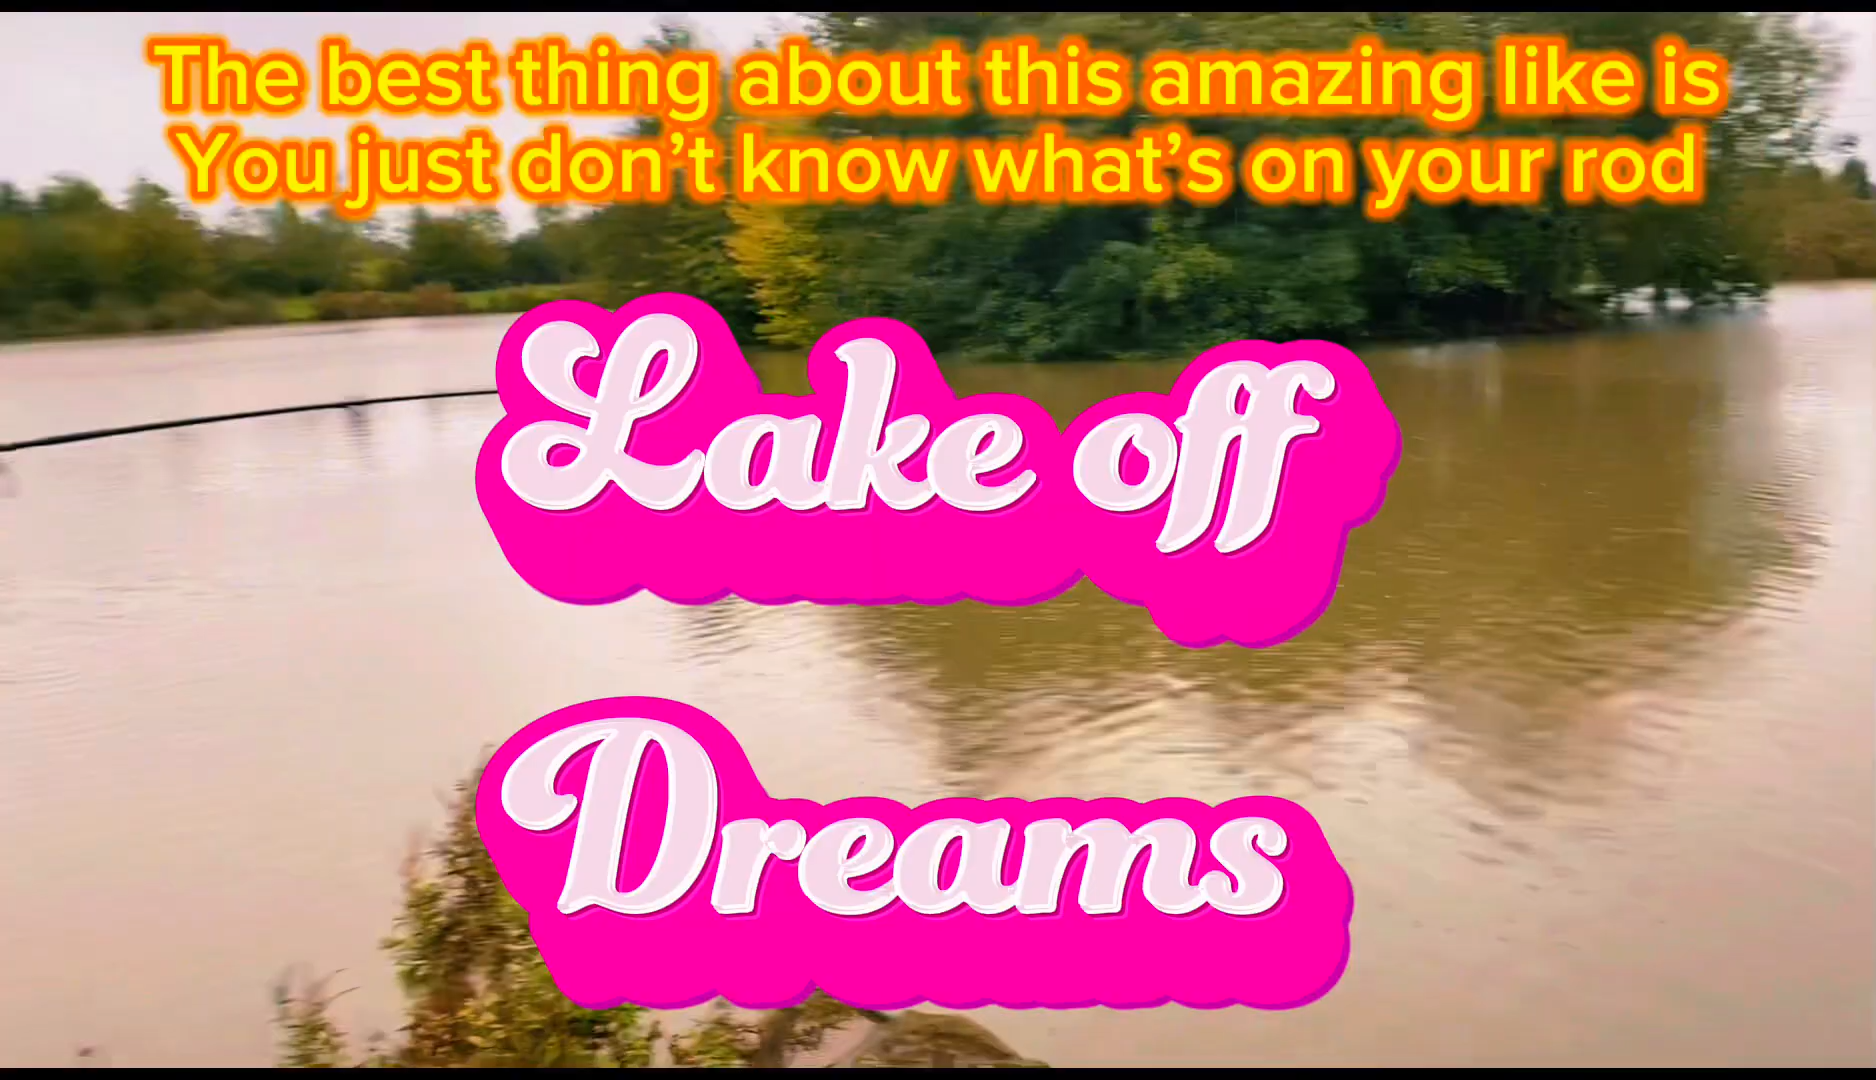 The best thing about this amazing like is
You just don’t know what’s on your rod
Lake off
Dreams